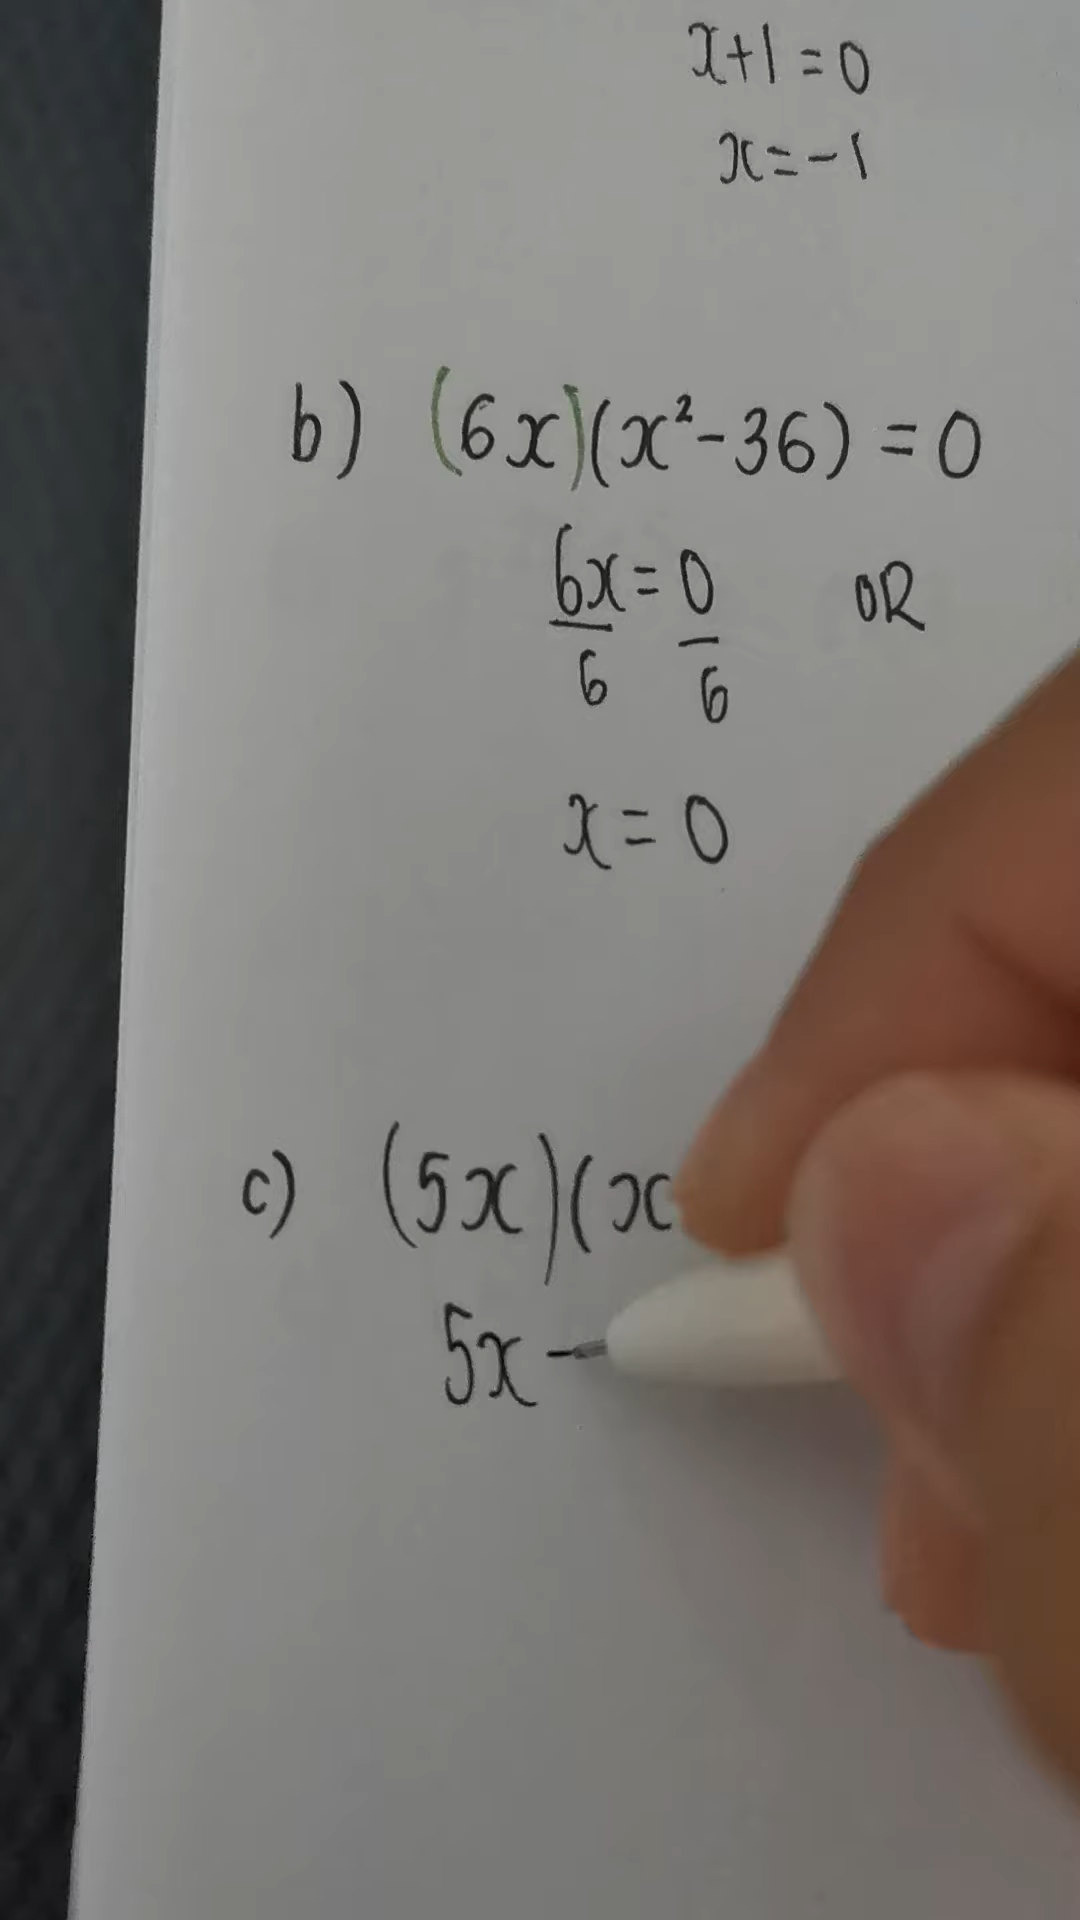 x+1=0
x=-1
b) (6x)(x²-36)=0
6x=0 OR
6 6
x=0
c) (5x)(x
5x-